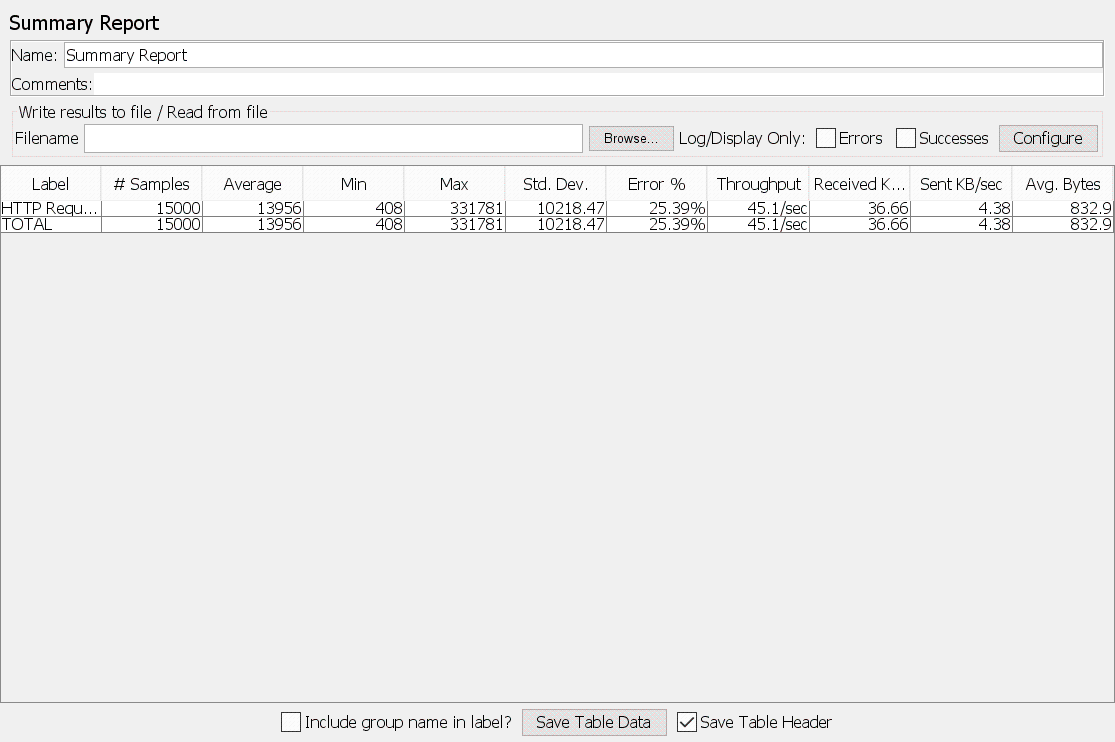 Summary Report
Name: Summary Report
Comments:
Write results to file / Read from file
Filename Browse... Log/Display Only: Errors Successes Configure
Label # Samples Average Min Max Std. Dev. Error % Throughput Received K... Sent KB/sec Avg. Bytes
HTTP Requ... 15000 13956 408 331781 10218.47 25.39% 45.1/sec 36.66 4.38 832.9
TOTAL 15000 13956 408 331781 10218.47 25.39% 45.1/sec 36.66 4.38 832.9
Include group name in label? Save Table Data Save Table Header